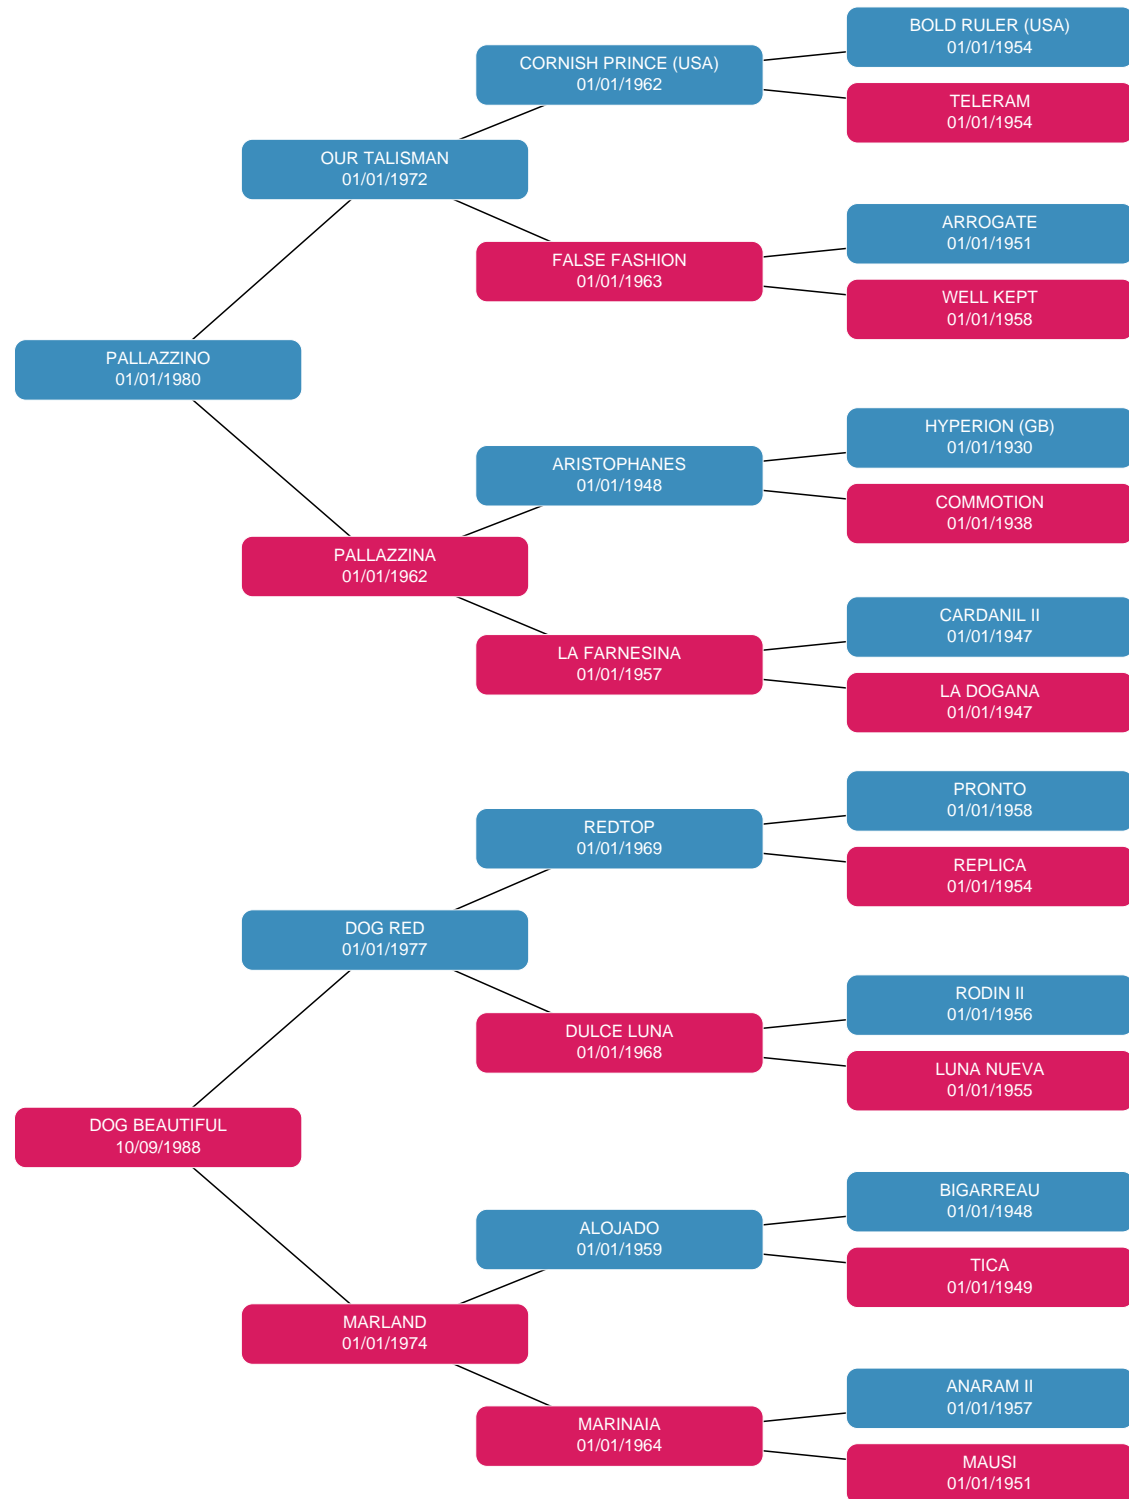 BOLD RULER (USA)
01/01/1954
CORNISH PRINCE (USA)
01/01/1962
TELERAM
01/01/1954
OUR TALISMAN
01/01/1972
ARROGATE
01/01/1951
FALSE FASHION
01/01/1963
WELL KEPT
01/01/1958
PALLAZZINO
01/01/1980
HYPERION (GB)
01/01/1930
ARISTOPHANES
01/01/1948
COMMOTION
01/01/1938
PALLAZZINA
01/01/1962
CARDANIL II
01/01/1947
LA FARNESINA
01/01/1957
LA DOGANA
01/01/1947
PRONTO
01/01/1958
REDTOP
01/01/1969
REPLICA
01/01/1954
DOG RED
01/01/1977
RODIN II
01/01/1956
DULCE LUNA
01/01/1968
LUNA NUEVA
01/01/1955
DOG BEAUTIFUL
10/09/1988
BIGARREAU
01/01/1948
ALOJADO
01/01/1959
TICA
01/01/1949
MARLAND
01/01/1974
ANARAM II
01/01/1957
MARINAIA
01/01/1964
MAUSI
01/01/1951